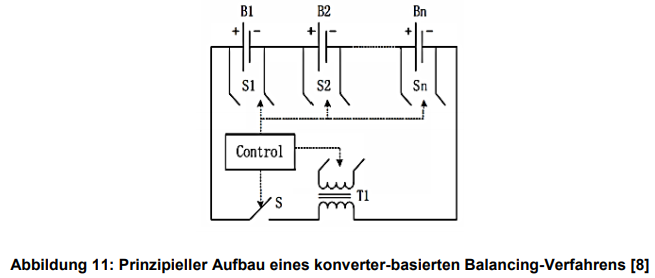 B1 B2 Bn
+ - + - + -
S1 S2 Sn
Control
S T1
Abbildung 11: Prinzipieller Aufbau eines konverter-basierten Balancing-Verfahrens [8]